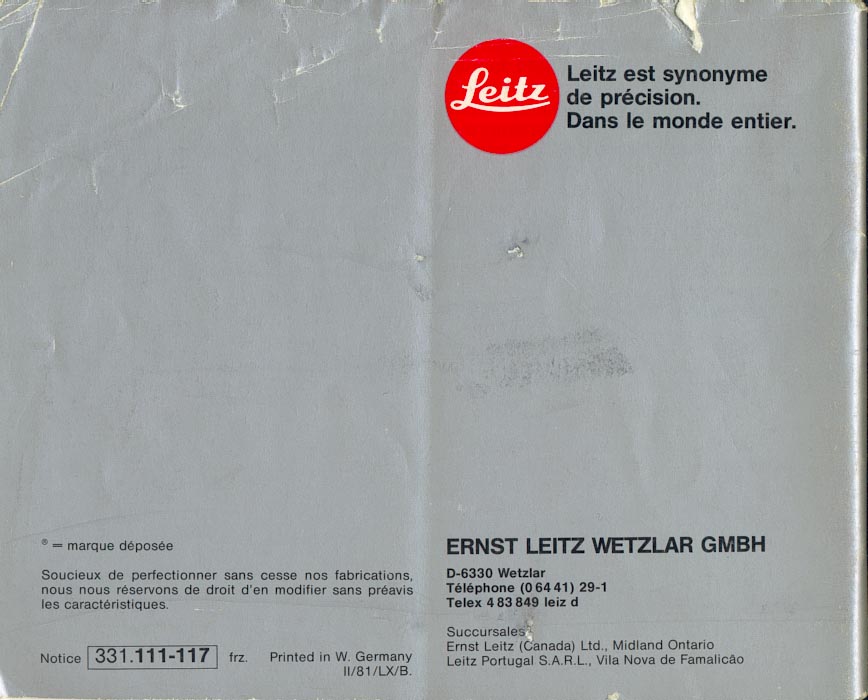 Leitz
Leitz est synonyme
de précision.
Dans le monde entier.
® = marque déposée
Soucieux de perfectionner sans cesse nos fabrications,
nous nous réservons de droit d'en modifier sans préavis
les caractéristiques.
Notice 331.111-117 frz. Printed in W. Germany
II/81/LX/B.
ERNST LEITZ WETZLAR GMBH
D-6330 Wetzlar
Téléphone (0 64 41) 29-1
Telex 4 83 849 leiz d
Succursales
Ernst Leitz (Canada) Ltd., Midland Ontario
Leitz Portugal S.A.R.L., Vila Nova de Famalicão